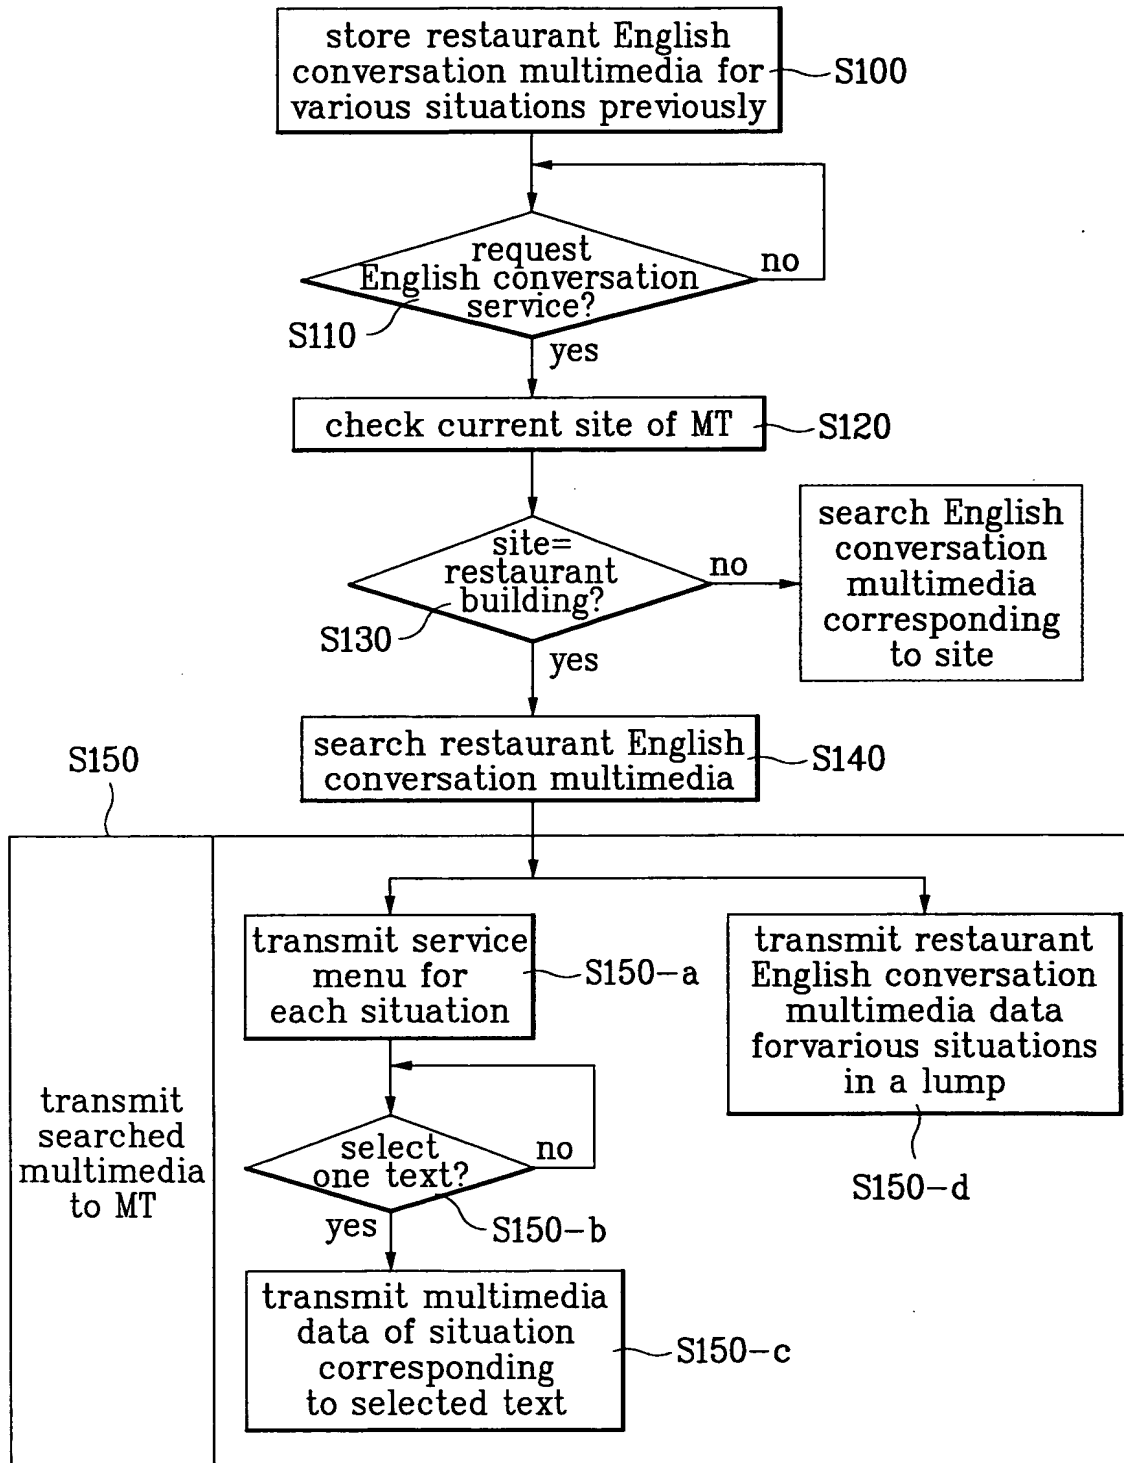 store restaurant English
conversation multimedia for
various situations previously
S100
request
English conversation
service?
no
S110
yes
check current site of MT
S120
site=
restaurant
building?
no
S130
yes
search English
conversation
multimedia
corresponding
to site
search restaurant English
conversation multimedia
S140
S150
transmit
searched
multimedia
to MT
transmit service
menu for
each situation
S150-a
select
one text?
no
yes
S150-b
transmit multimedia
data of situation
corresponding
to selected text
S150-c
transmit restaurant
English conversation
multimedia data
forvarious situations
in a lump
S150-d